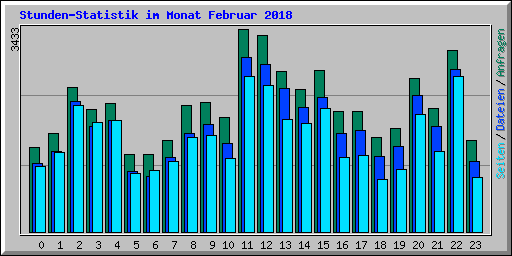 Stunden-Statistik im Monat Februar 2018
3433
Seiten / Dateien / Anfragen
0 1 2 3 4 5 6 7 8 9 10 11 12 13 14 15 16 17 18 19 20 21 22 23